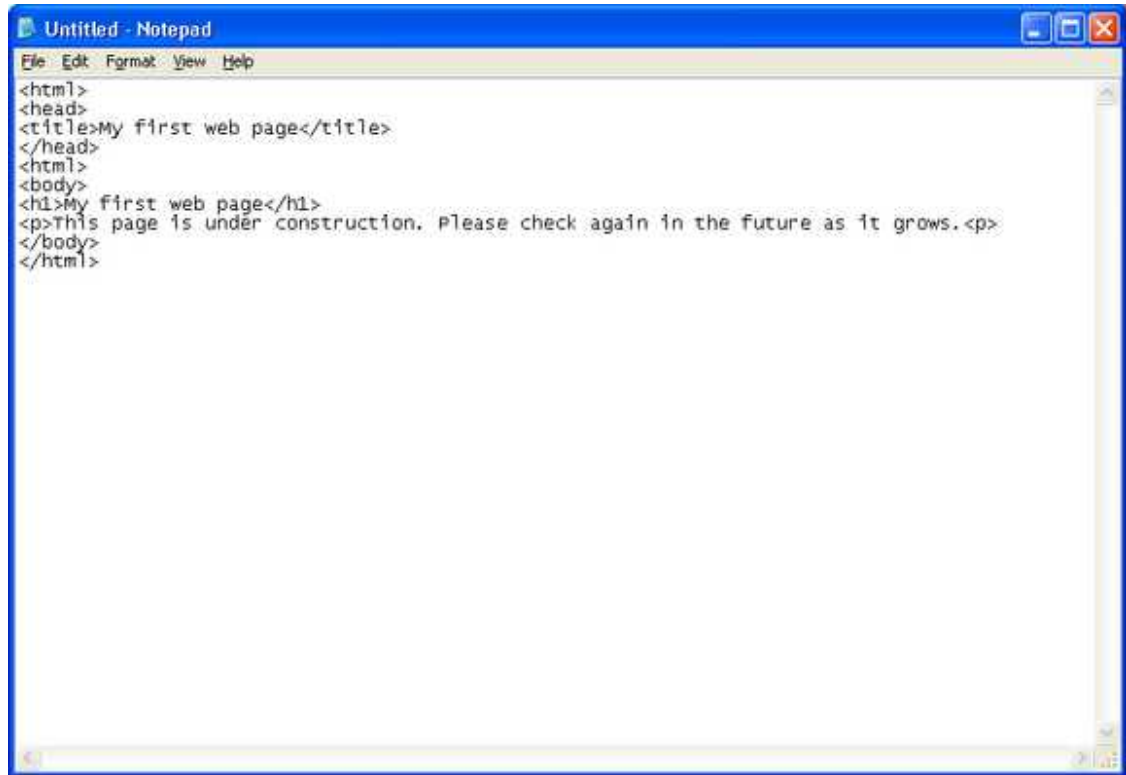 Untitled - Notepad
File Edit Format View Help
<html>
<head>
<title>My first web page</title>
</head>
<html>
<body>
<h1>My first web page</h1>
<p>This page is under construction. Please check again in the future as it grows.<p>
</body>
</html>